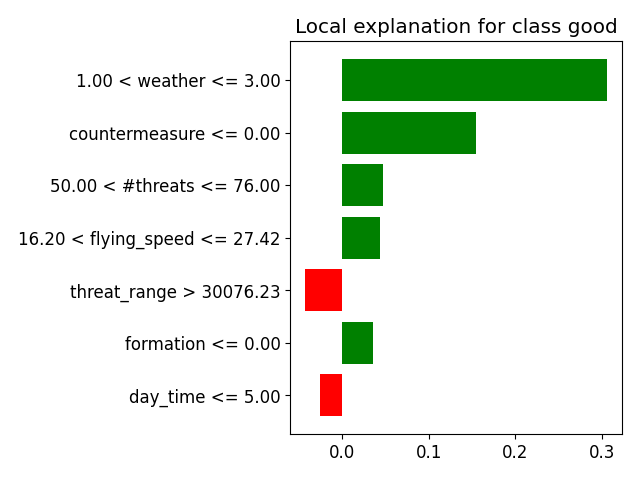 Local explanation for class good
1.00 < weather <= 3.00
countermeasure <= 0.00
50.00 < #threats <= 76.00
16.20 < flying_speed <= 27.42
threat_range > 30076.23
formation <= 0.00
day_time <= 5.00
0.0 0.1 0.2 0.3